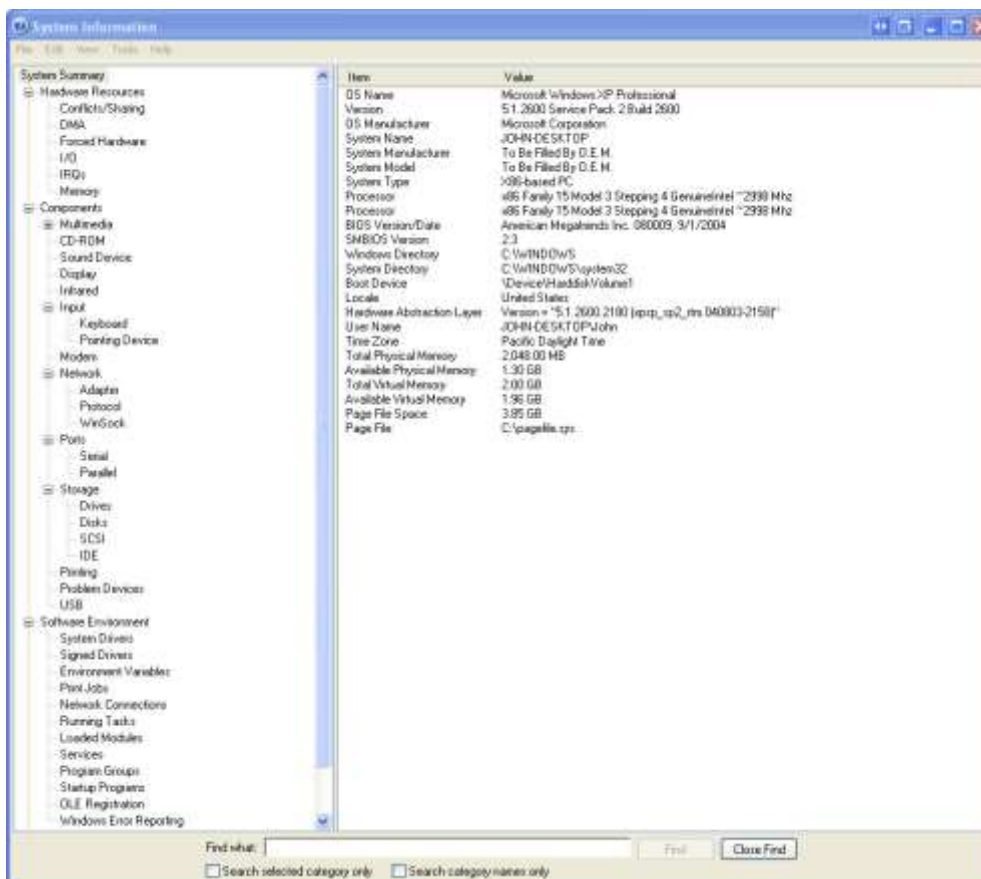 System Information
File Edit View Tools Help
System Summary
Hardware Resources
Conflicts/Sharing
DMA
Forced Hardware
I/O
IRQs
Memory
Components
Multimedia
CD-ROM
Sound Device
Display
Infrared
Input
Keyboard
Pointing Device
Modem
Network
Adapter
Protocol
WinSock
Ports
Serial
Parallel
Storage
Drives
Disks
SCSI
IDE
Printing
Problem Devices
USB
Software Environment
System Drivers
Signed Drivers
Environment Variables
Print Jobs
Network Connections
Running Tasks
Loaded Modules
Services
Program Groups
Startup Programs
OLE Registration
Windows Error Reporting
Item Value
OS Name Microsoft Windows XP Professional
Version 5.1.2600 Service Pack 2 Build 2600
OS Manufacturer Microsoft Corporation
System Name JOHN-DESKTOP
System Manufacturer To Be Filled By O.E.M.
System Model To Be Filled By O.E.M.
System Type X86-based PC
Processor x86 Family 15 Model 3 Stepping 4 GenuineIntel ~2998 Mhz
Processor x86 Family 15 Model 3 Stepping 4 GenuineIntel ~2998 Mhz
BIOS Version/Date American Megatrends Inc. 080009, 9/1/2004
SMBIOS Version 2.3
Windows Directory C:\WINDOWS
System Directory C:\WINDOWS\system32
Boot Device \Device\HarddiskVolume1
Locale United States
Hardware Abstraction Layer Version = "5.1.2600.2180 (xpsp_sp2_rtm.040803-2158)"
User Name JOHN-DESKTOP\John
Time Zone Pacific Daylight Time
Total Physical Memory 2,048.00 MB
Available Physical Memory 1.30 GB
Total Virtual Memory 2.00 GB
Available Virtual Memory 1.96 GB
Page File Space 3.85 GB
Page File C:\pagefile.sys
Find what: Find Close Find
Search selected category only Search category names only